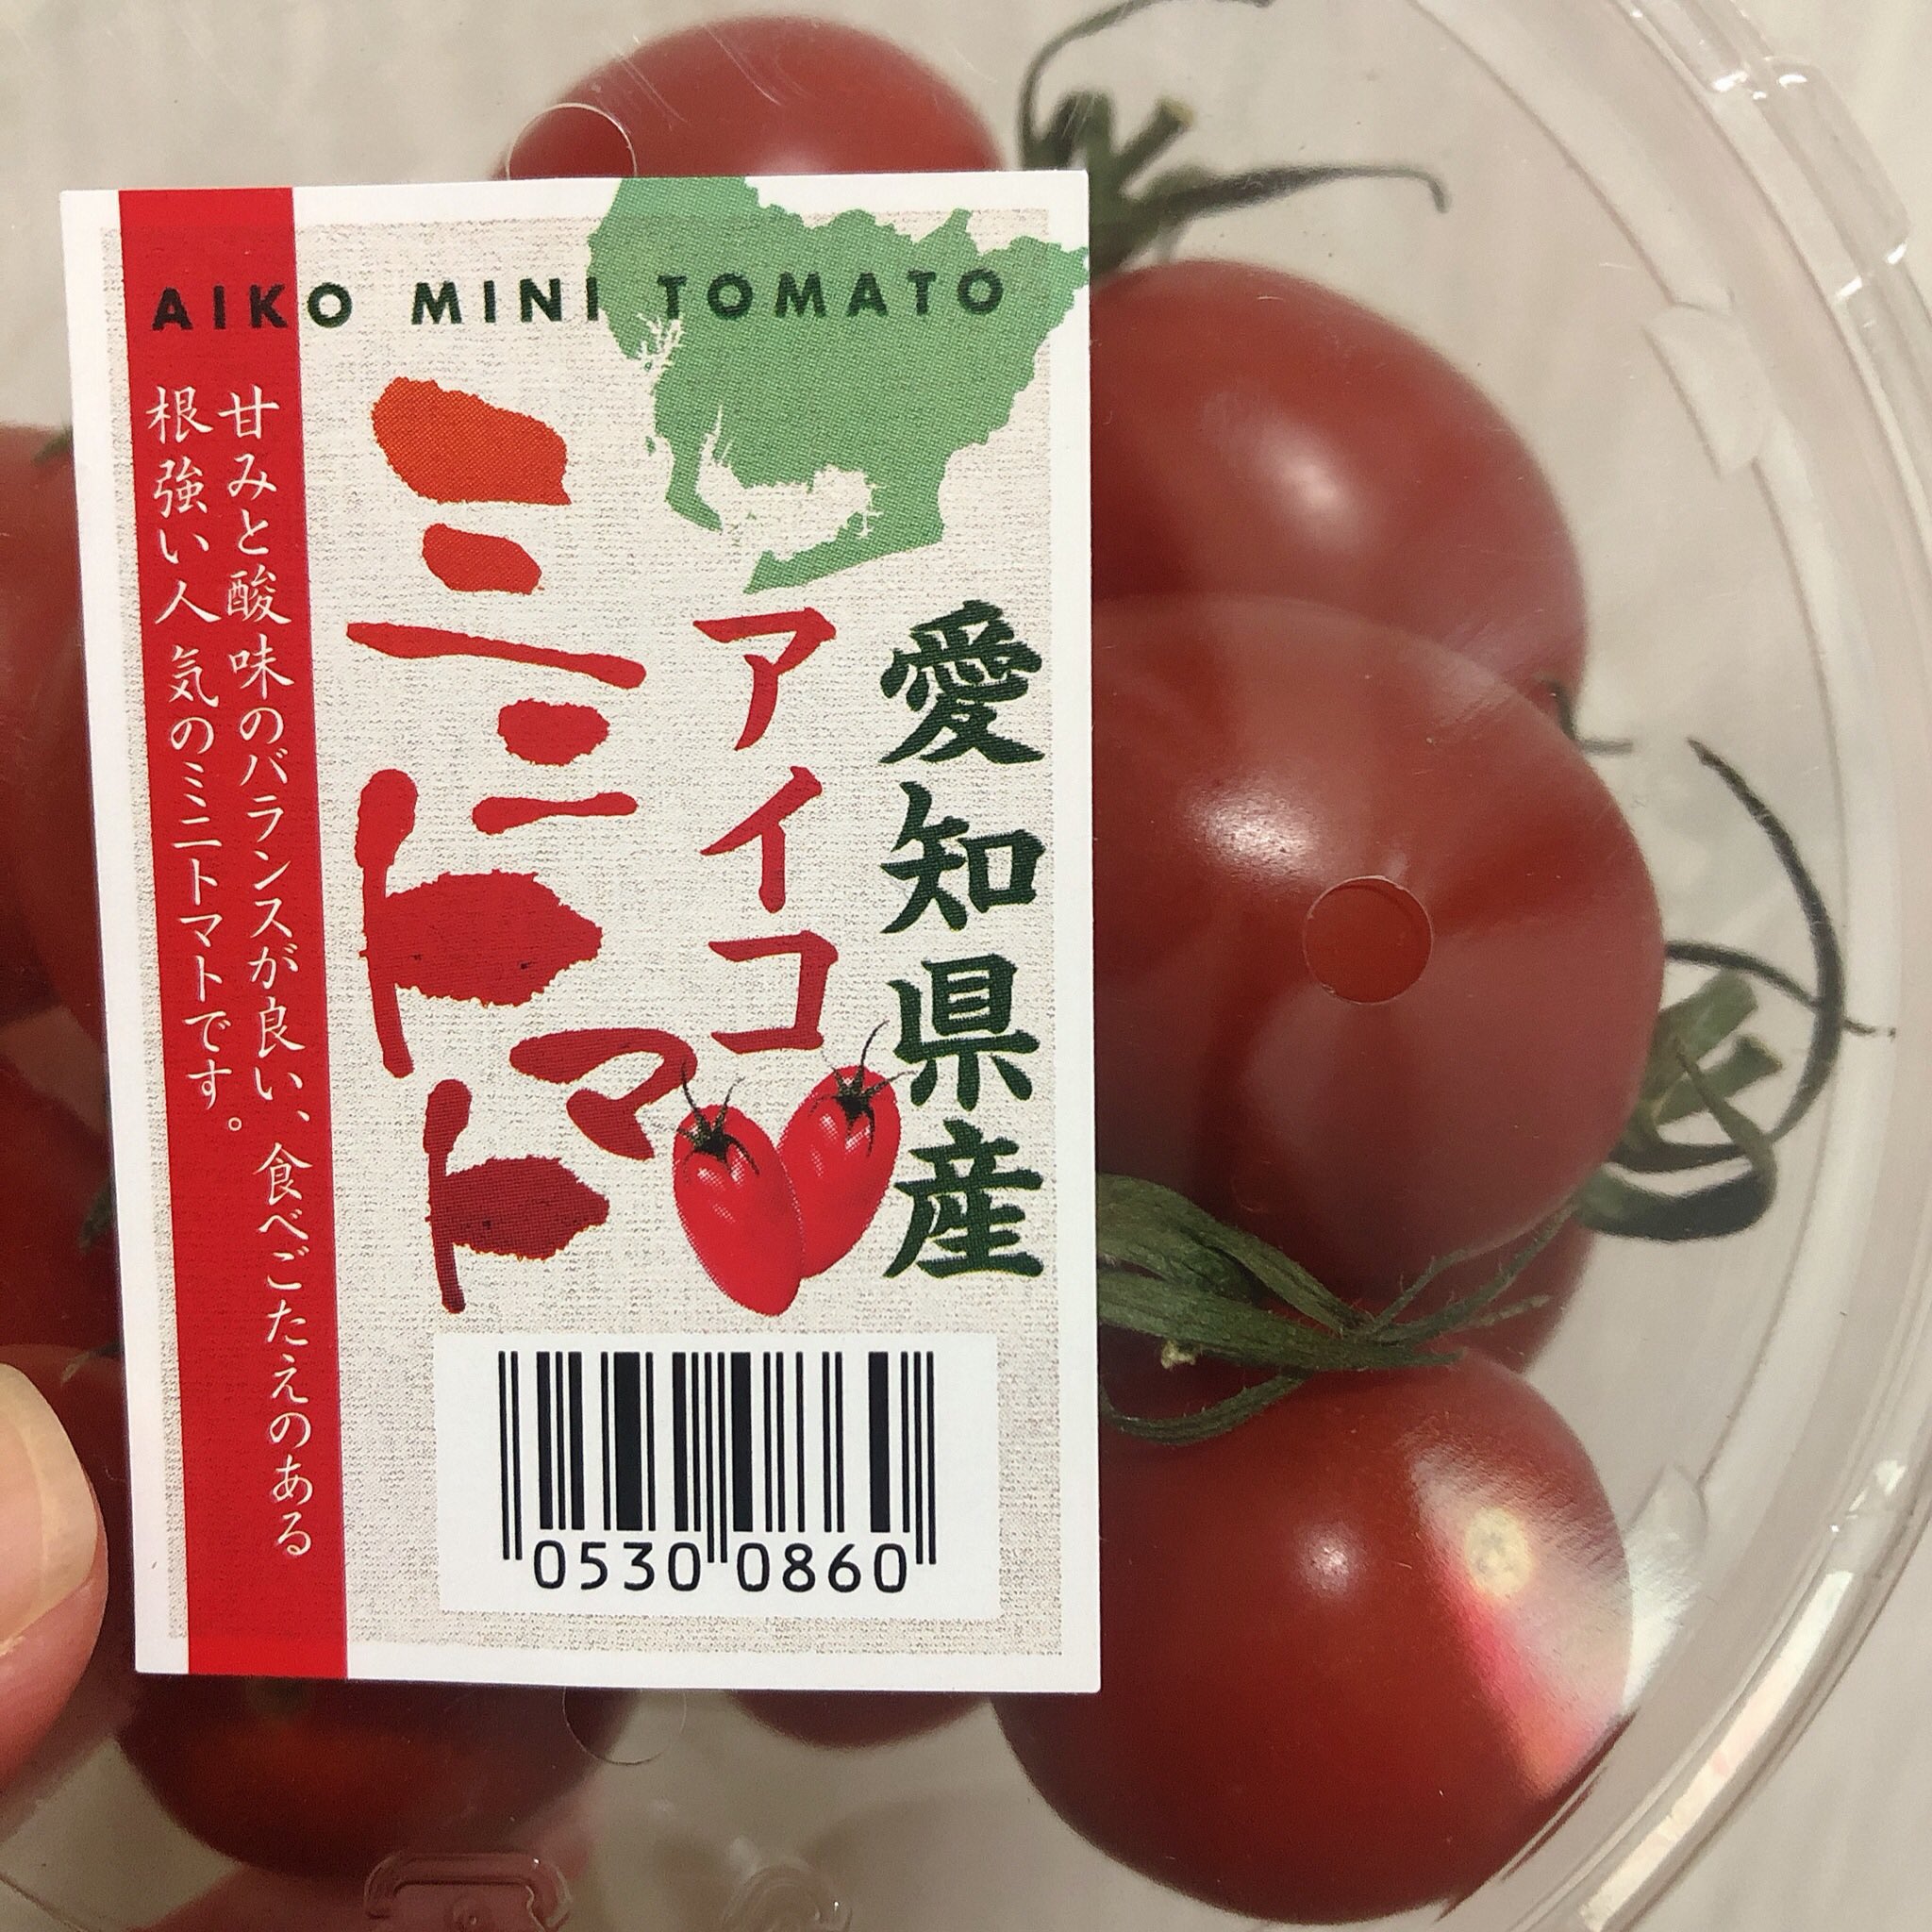 AIKO MINI TOMATO
愛知県産
アイコ
ミニトマト
甘みと酸味のバランスが良い、食べごたえのある
根強い人気のミニトマトです。
0530 0860